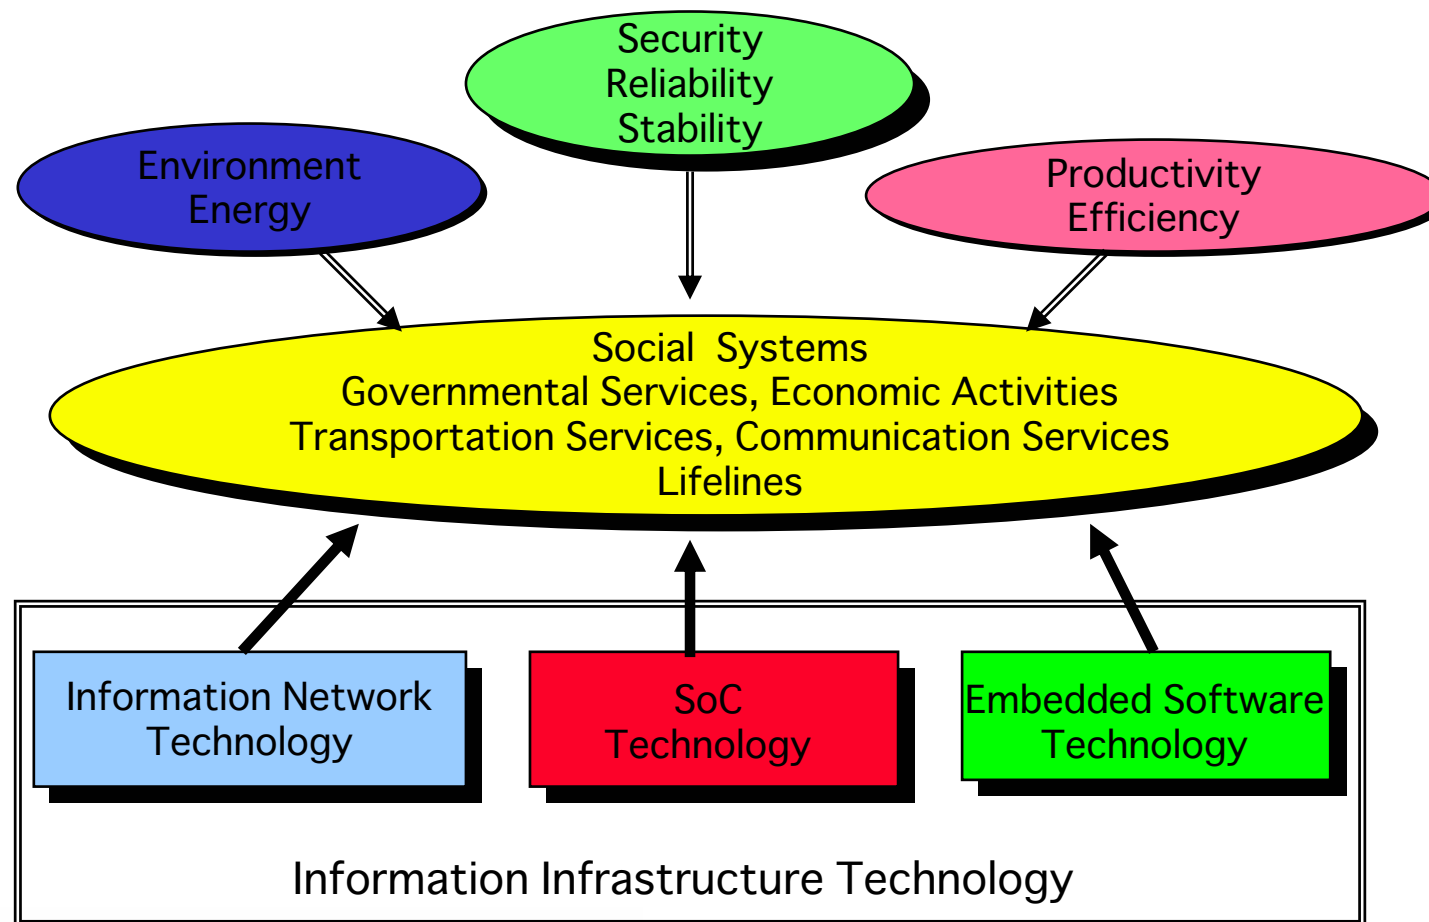 Security
Reliability
Stability
Environment
Energy
Productivity
Efficiency
Social Systems
Governmental Services, Economic Activities
Transportation Services, Communication Services
Lifelines
Information Network
Technology
SoC
Technology
Embedded Software
Technology
Information Infrastructure Technology